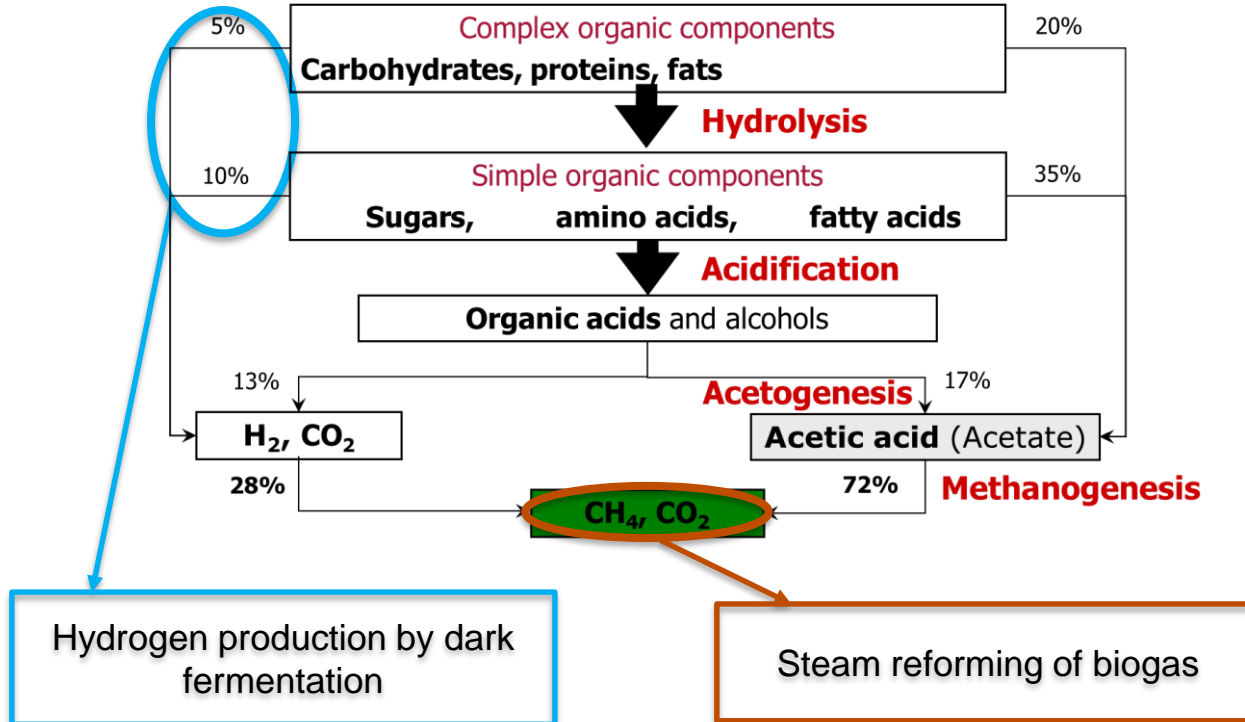 5%
Complex organic components
20%
Carbohydrates, proteins, fats
Hydrolysis
10%
Simple organic components
35%
Sugars, amino acids, fatty acids
Acidification
Organic acids and alcohols
13%
Acetogenesis
17%
H₂, CO₂
Acetic acid (Acetate)
28%
72%
Methanogenesis
CH₄, CO₂
Hydrogen production by dark
fermentation
Steam reforming of biogas